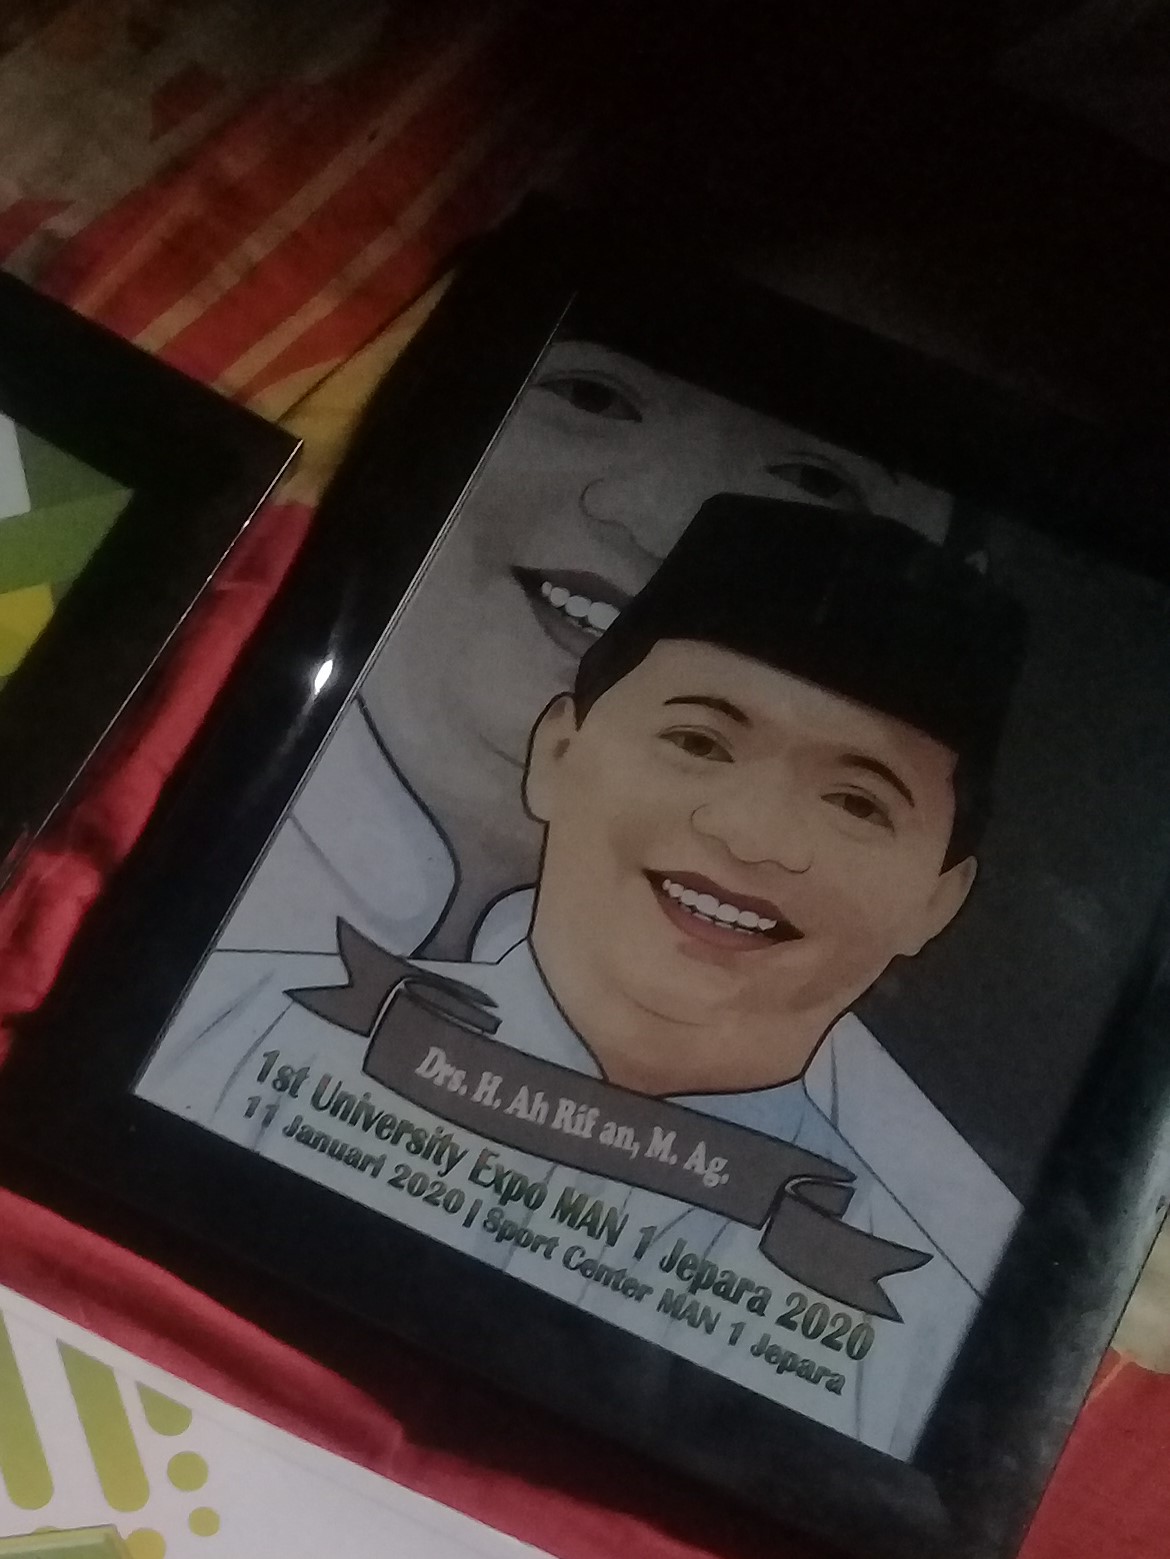 Drs. H. Ah Rif an, M. Ag.
1st University Expo MAN 1 Jepara 2020
11 Januari 2020 | Sport Center MAN 1 Jepara